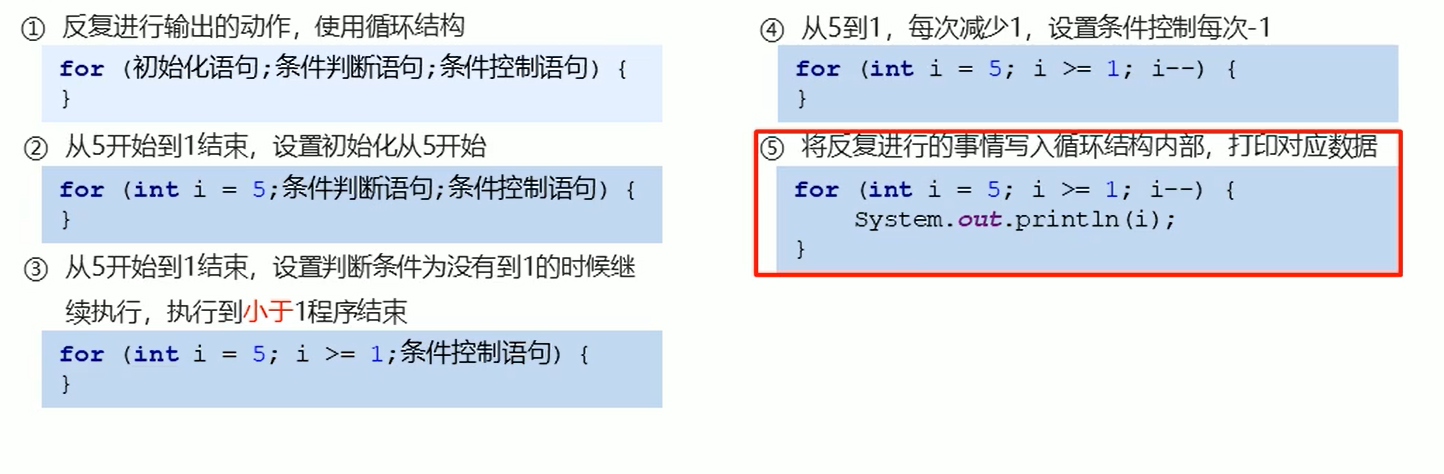 ① 反复进行输出的动作，使用循环结构
for (初始化语句;条件判断语句;条件控制语句) {
}
② 从5开始到1结束，设置初始化从5开始
for (int i = 5;条件判断语句;条件控制语句) {
}
③ 从5开始到1结束，设置判断条件为没有到1的时候继
续执行，执行到小于1程序结束
for (int i = 5; i >= 1;条件控制语句) {
}
④ 从5到1，每次减少1，设置条件控制每次-1
for (int i = 5; i >= 1; i--) {
}
⑤ 将反复进行的事情写入循环结构内部，打印对应数据
for (int i = 5; i >= 1; i--) {
System.out.println(i);
}